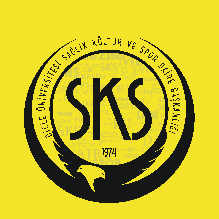 DİCLE ÜNİVERSİTESİ SAĞLIK KÜLTÜR VE SPOR DAİRE BAŞKANLIĞI
SKS
1974